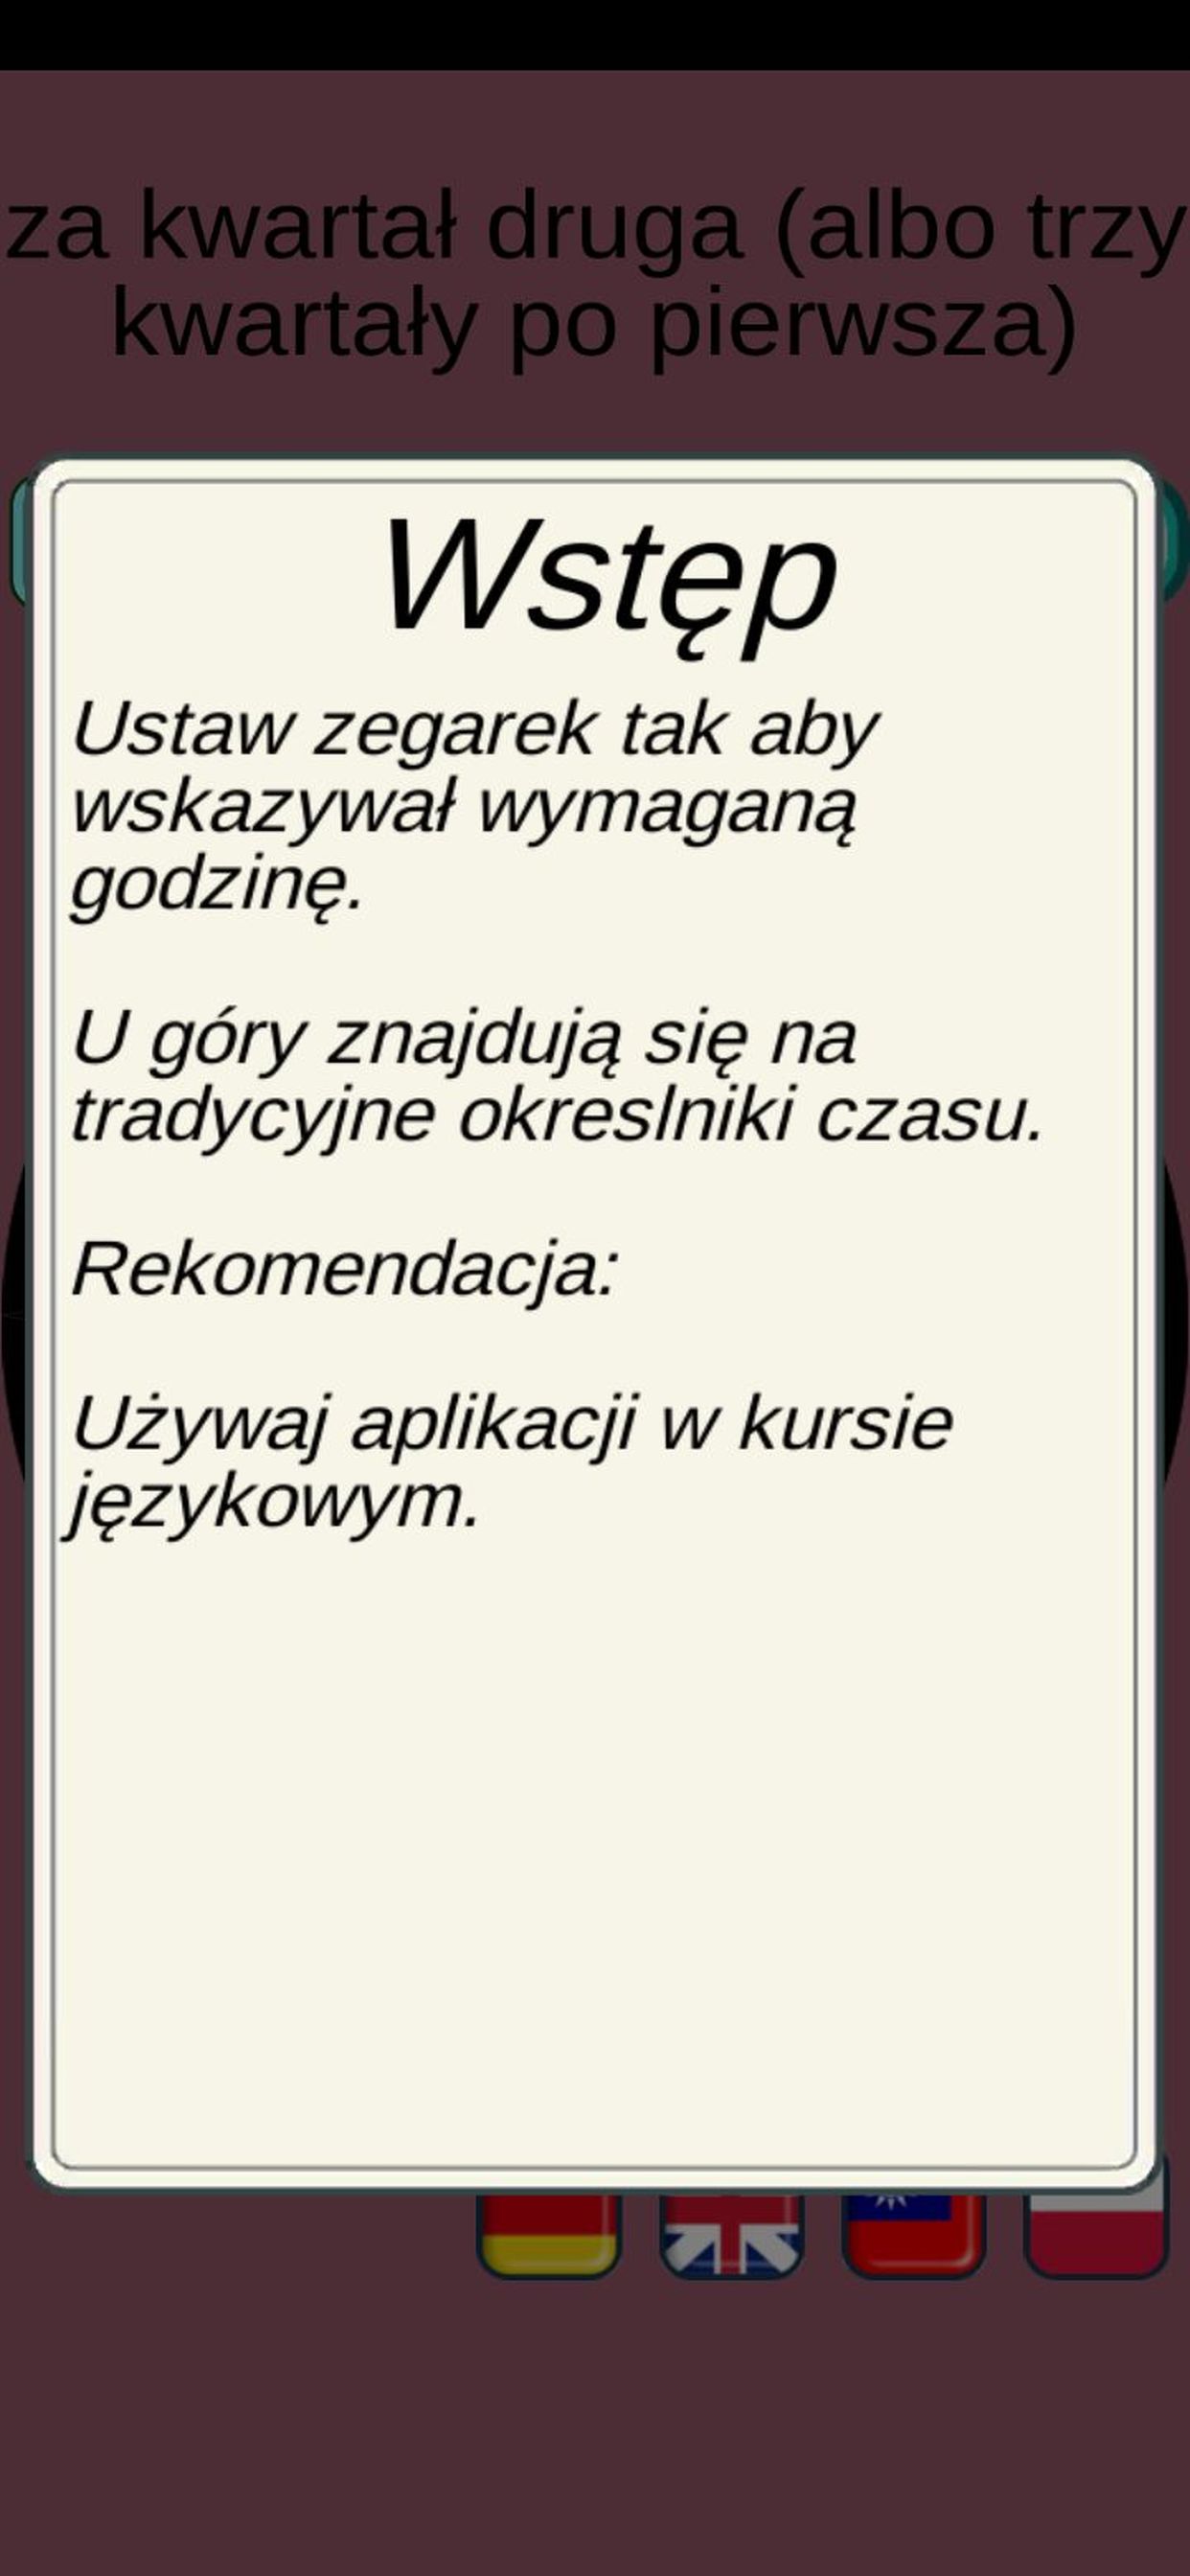 za kwartał druga (albo trzy
kwartały po pierwsza)
Wstęp
Ustaw zegarek tak aby
wskazywał wymaganą
godzinę.
U góry znajdują się na
tradycyjne okreslniki czasu.
Rekomendacja:
Używaj aplikacji w kursie
językowym.